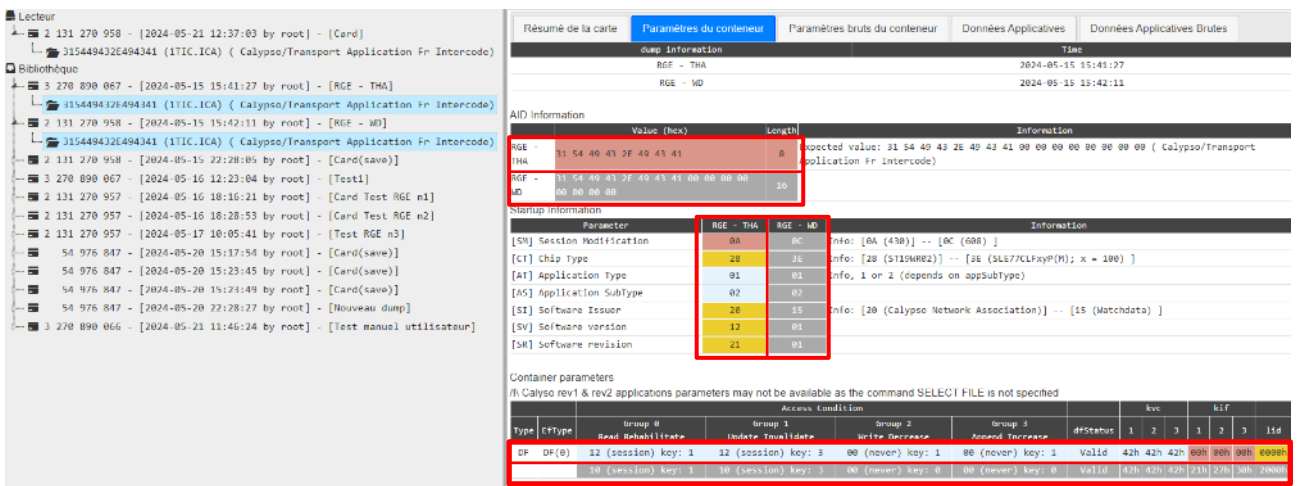 Lecteur
2 131 270 958 - [2024-05-21 12:37:03 by root] - [Card]
315449432E494341 (1TIC.ICA) ( Calypso/Transport Application Fr Intercode)
Bibliothèque
3 270 890 067 - [2024-05-15 15:41:27 by root] - [RGE - THA]
315449432E494341 (1TIC.ICA) ( Calypso/Transport Application Fr Intercode)
2 131 270 958 - [2024-05-15 15:42:11 by root] - [RGE - WD]
315449432E494341 (1TIC.ICA) ( Calypso/Transport Application Fr Intercode)
2 131 270 958 - [2024-05-15 22:28:05 by root] - [Card(save)]
3 270 890 067 - [2024-05-16 12:23:04 by root] - [Test1]
2 131 270 957 - [2024-05-16 18:16:21 by root] - [Card Test RGE n1]
2 131 270 957 - [2024-05-16 18:28:53 by root] - [Card Test RGE n2]
2 131 270 957 - [2024-05-17 10:05:41 by root] - [Test RGE n3]
54 976 847 - [2024-05-20 15:17:54 by root] - [Card(save)]
54 976 847 - [2024-05-20 15:23:45 by root] - [Card(save)]
54 976 847 - [2024-05-20 15:23:49 by root] - [Card(save)]
54 976 847 - [2024-05-20 22:28:27 by root] - [Nouveau dump]
3 270 890 066 - [2024-05-21 11:46:24 by root] - [Test manuel utilisateur]
Résumé de la carte Paramètres du conteneur Paramètres bruts du conteneur Données Applicatives Données Applicatives Brutes
dump information Time
RGE - THA 2024-05-15 15:41:27
RGE - WD 2024-05-15 15:42:11
AID Information
Value (hex) Length Information
RGE - THA 31 54 49 43 2E 49 43 41 8 Expected value: 31 54 49 43 2E 49 43 41 00 00 00 00 00 00 00 00 ( Calypso/Transport
Application Fr Intercode)
RGE - WD 31 54 49 43 2E 49 43 41 00 00 00 00
00 00 00 00 16
Startup Information
Parameter RGE - THA RGE - WD Information
[SM] Session Modification 0A 0C Info: [0A (430)] -- [0C (608) ]
[CT] Chip Type 28 3E Info: [28 (ST19WR02)] -- [3E (SLE77CLFxyP(M); x = 100) ]
[AT] Application Type 01 01 Info, 1 or 2 (depends on appSubType)
[AS] Application SubType 02 02
[SI] Software Issuer 20 15 Info: [20 (Calypso Network Association)] -- [15 (Watchdata) ]
[SV] Software version 12 01
[SR] Software revision 21 01
Container parameters
/!\ Calyso rev1 & rev2 applications parameters may not be available as the command SELECT FILE is not specified
Access Condition kvc kif
Type EfType Group 0 Group 1 Group 2 Group 3 dfStatus 1 2 3 1 2 3 lid
Read Rehabilitate Update Invalidate Write Decrease Append Increase
DF DF(0) 12 (session) key: 1 12 (session) key: 3 00 (never) key: 1 00 (never) key: 1 Valid 42h 42h 42h 00h 00h 00h 0000h
10 (session) key: 1 10 (session) key: 3 00 (never) key: 0 00 (never) key: 0 Valid 42h 42h 42h 21h 27h 30h 2000h